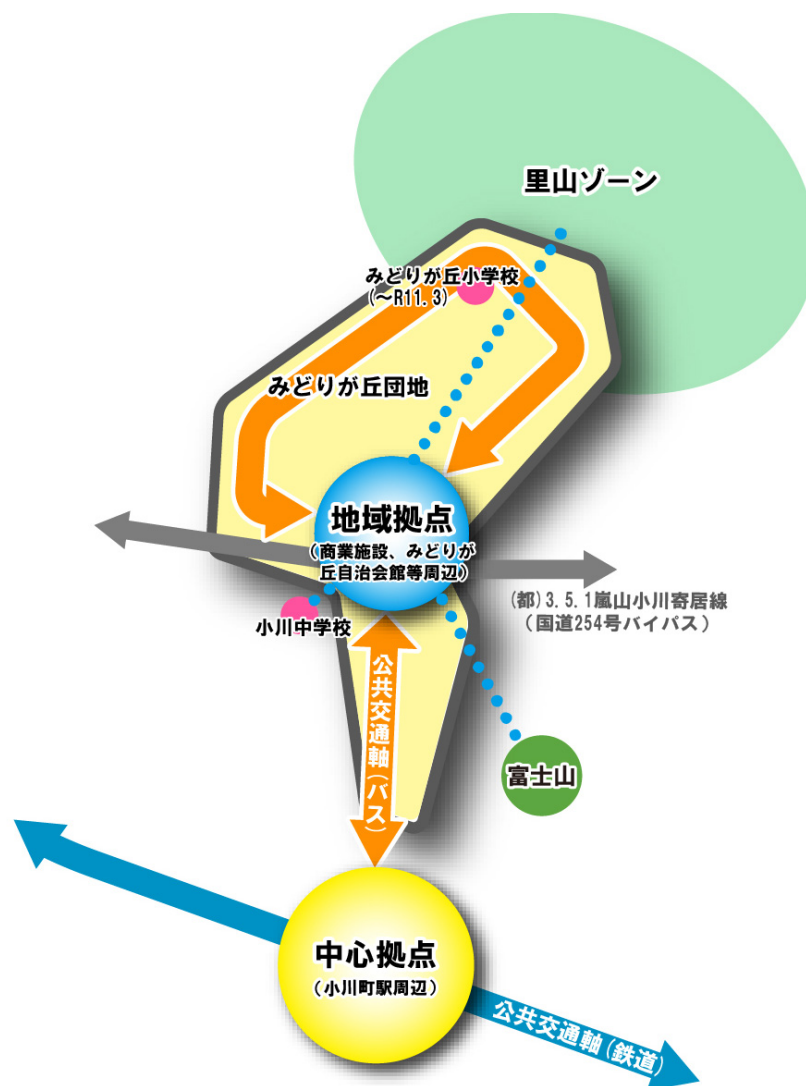 里山ゾーン
みどりが丘小学校
(～R11.3)
みどりが丘団地
地域拠点
(商業施設、みどりが
丘自治会館等周辺)
(都)3.5.1嵐山小川寄居線
(国道254号バイパス)
小川中学校
公共交通軸(バス)
富士山
中心拠点
(小川町駅周辺)
公共交通軸(鉄道)